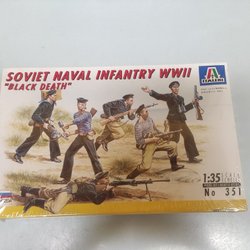 SOVIET NAVAL INFANTRY WWII
"BLACK DEATH"
ITALERI
1:35
No 351